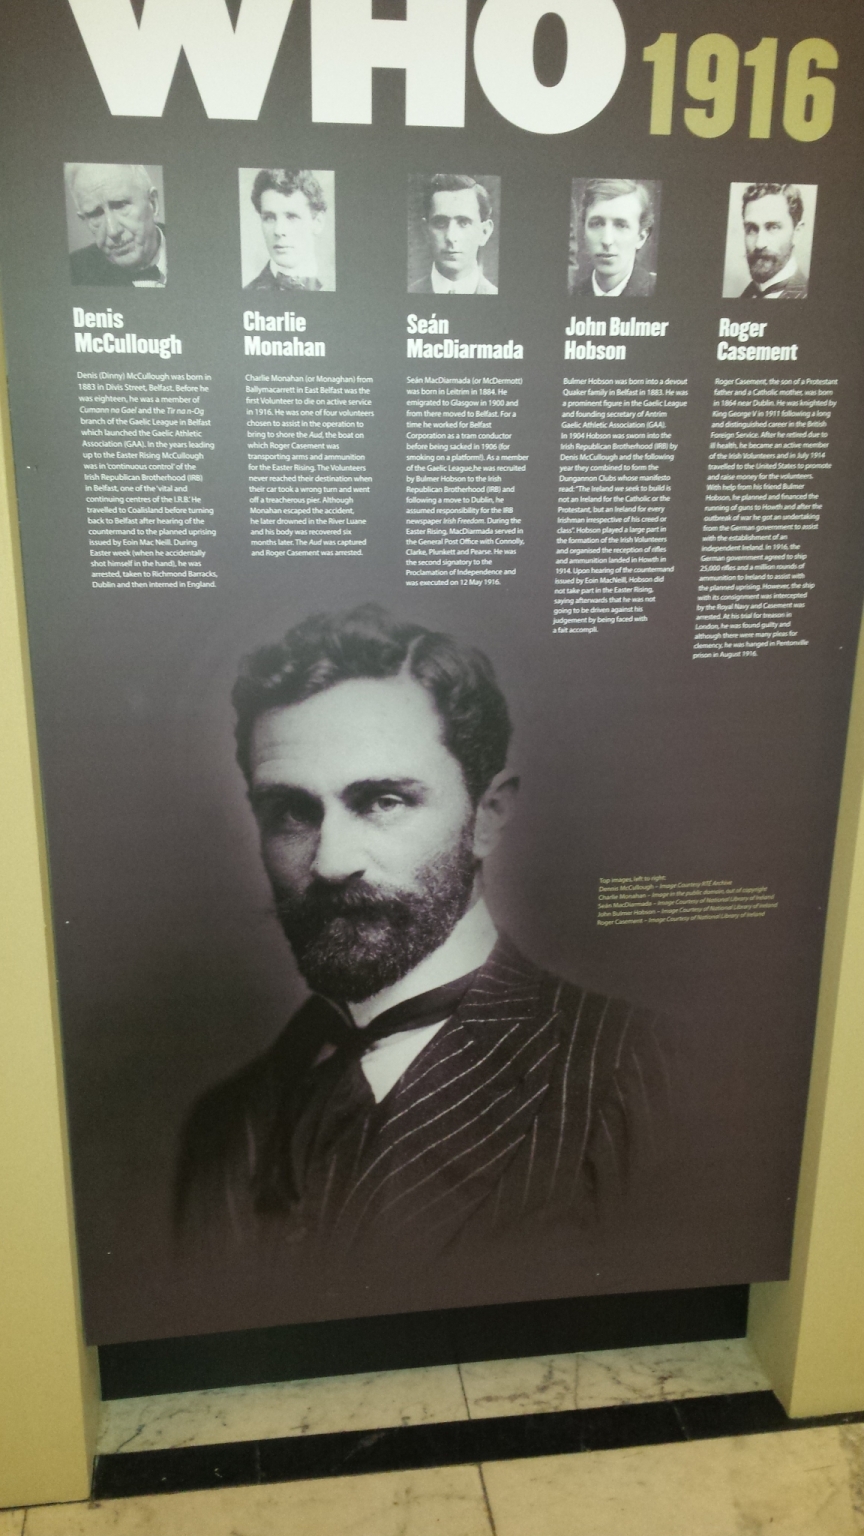 WHO 1916
Denis
McCullough
Denis (Dinny) McCullough was born in
1883 in Divis Street, Belfast. Before he
was eighteen, he was a member of
Cumann na Gael and the Tir na n-Og
branch of the Gaelic League in Belfast
which launched the Gaelic Athletic
Association (GAA). In the years leading
up to the Easter Rising McCullough
was in 'continuous control' of the
Irish Republican Brotherhood (IRB)
in Belfast, one of the 'vital and
continuing centres of the I.R.B.' He
travelled to Coalisland before turning
back to Belfast after hearing of the
countermand to the planned uprising
issued by Eoin Mac Neill. During
Easter week (when he accidentally
shot himself in the hand), he was
arrested, taken to Richmond Barracks,
Dublin and then interned in England.
Charlie
Monahan
Charlie Monahan (or Monaghan) from
Ballymacarrett in East Belfast was the
first Volunteer to die on active service
in 1916. He was one of four volunteers
chosen to assist in the operation to
bring to shore the Aud, the boat on
which Roger Casement was
transporting arms and ammunition
for the Easter Rising. The Volunteers
never reached their destination when
their car took a wrong turn and went
off a treacherous pier. Although
Monahan escaped the accident,
he later drowned in the River Luane
and his body was recovered six
months later. The Aud was captured
and Roger Casement was arrested.
Seán
MacDiarmada
Seán MacDiarmada (or McDermott)
was born in Leitrim in 1884. He
emigrated to Glasgow in 1900 and
from there moved to Belfast. For a
time he worked for Belfast
Corporation as a tram conductor
before being sacked in 1906 (for
smoking on a platform!). As a member
of the Gaelic League,he was recruited
by Bulmer Hobson to the Irish
Republican Brotherhood (IRB) and
following a move to Dublin, he
assumed responsibility for the IRB
newspaper Irish Freedom. During the
Easter Rising, MacDiarmada served in
the General Post Office with Connolly,
Clarke, Plunkett and Pearse. He was
the second signatory to the
Proclamation of Independence and
was executed on 12 May 1916.
John Bulmer
Hobson
Bulmer Hobson was born into a devout
Quaker family in Belfast in 1883. He was
a prominent figure in the Gaelic League
and founding secretary of Antrim
Gaelic Athletic Association (GAA).
In 1904 Hobson was sworn into the
Irish Republican Brotherhood (IRB) by
Denis McCullough and the following
year they combined to form the
Dungannon Clubs whose manifesto
read: "The Ireland we seek to build is
not an Ireland for the Catholic or the
Protestant, but an Ireland for every
Irishman irrespective of his creed or
class". Hobson played a large part in
the formation of the Irish Volunteers
and organised the reception of rifles
and ammunition landed in Howth in
1914. Upon hearing of the countermand
issued by Eoin MacNeill, Hobson did
not take part in the Easter Rising,
saying afterwards that he was not
going to be driven against his
judgement by being faced with
a fait accompli.
Roger
Casement
Roger Casement, the son of a Protestant
father and a Catholic mother, was born
in 1864 near Dublin. He was knighted by
King George V in 1911 following a long
and distinguished career in the British
Foreign Service. After he retired due to
ill health, he became an active member
of the Irish Volunteers and in July 1914
travelled to the United States to promote
and raise money for the volunteers.
With help from his friend Bulmer
Hobson, he planned and financed the
running of guns to Howth and after the
outbreak of war he got an undertaking
from the German government to assist
with the establishment of an
independent Ireland. In 1916, the
German government agreed to ship
25,000 rifles and a million rounds of
ammunition to Ireland to assist with
the planned uprising. However, the ship
with its consignment was intercepted
by the Royal Navy and Casement was
arrested. At his trial for treason in
London, he was found guilty and
although there were many pleas for
clemency, he was hanged in Pentonville
prison in August 1916.
Top images, left to right:
Dennis McCullough – Image Courtesy RTÉ Archive
Charlie Monahan – Image in the public domain, out of copyright
Seán MacDiarmada – Image Courtesy of National Library of Ireland
John Bulmer Hobson – Image Courtesy of National Library of Ireland
Roger Casement – Image Courtesy of National Library of Ireland